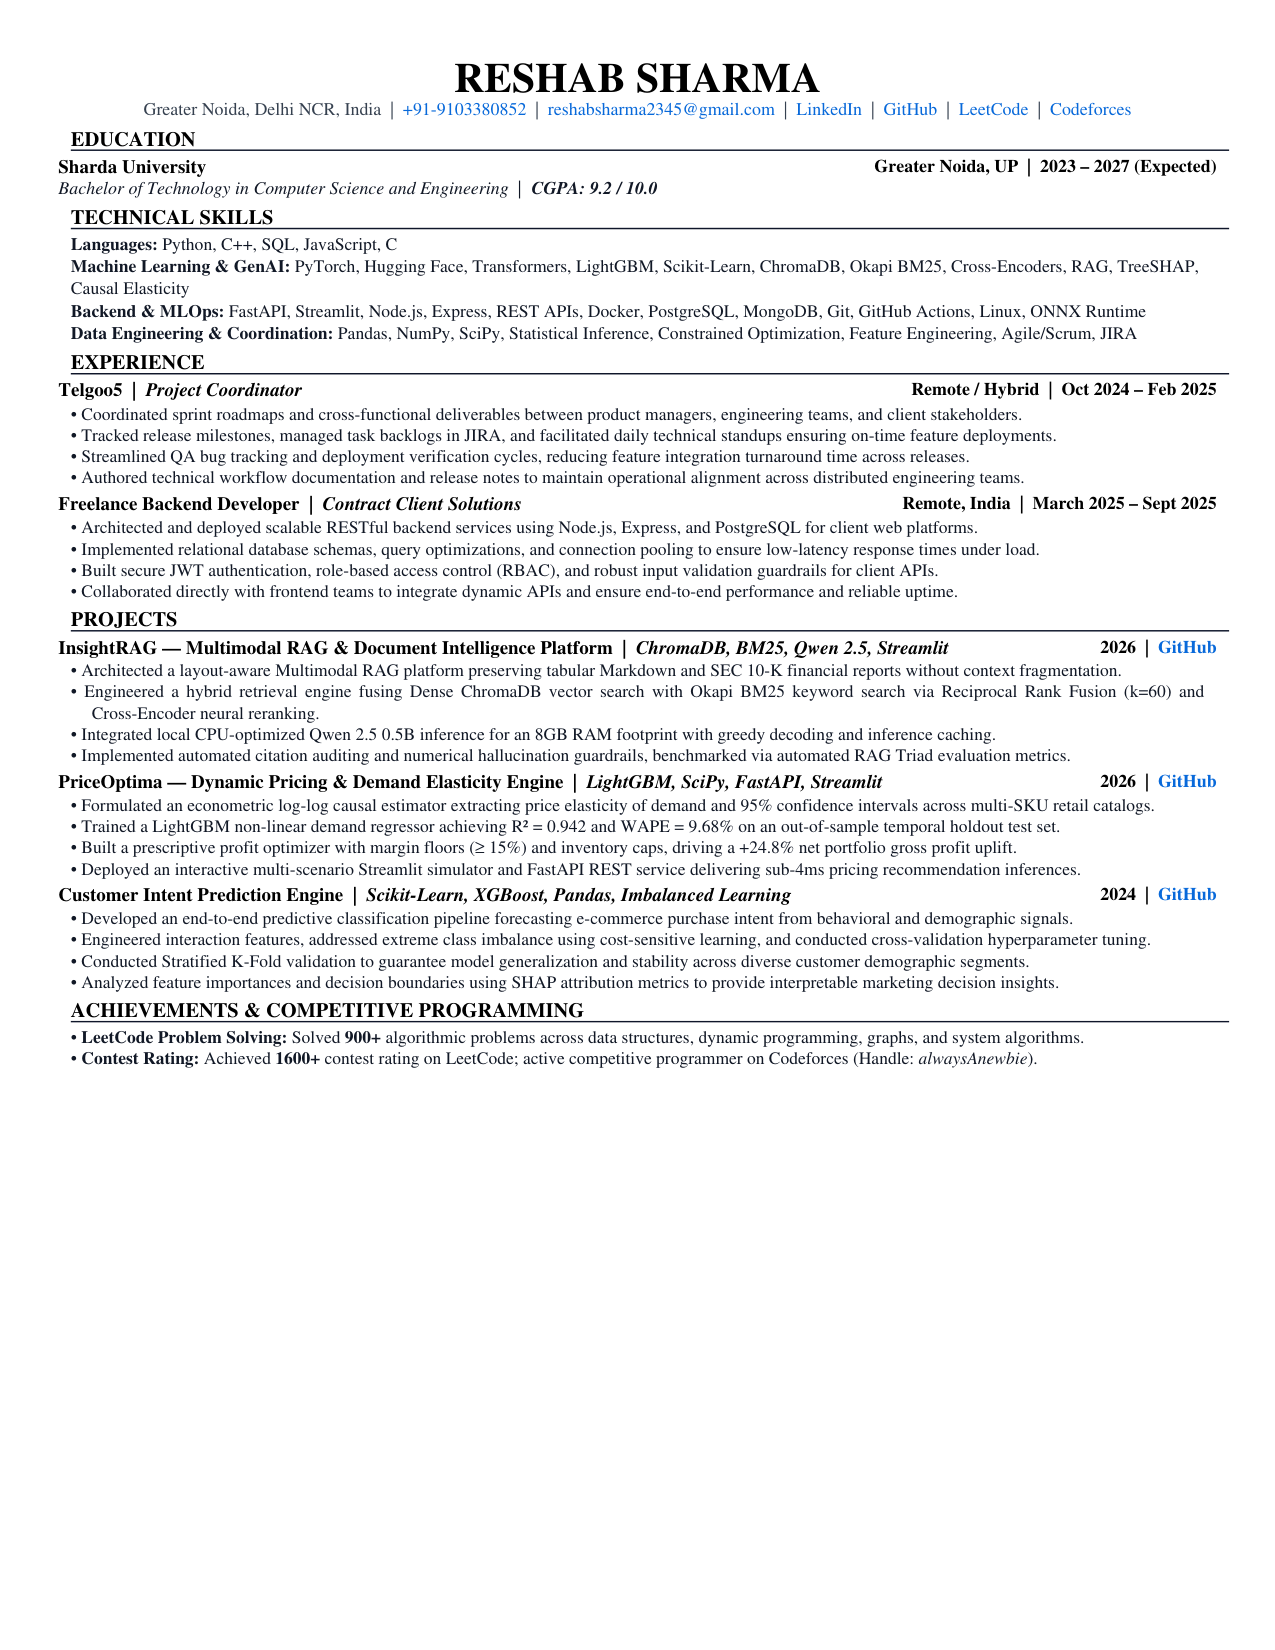 RESHAB SHARMA
Greater Noida, Delhi NCR, India | +91-9103380852 | reshabsharma2345@gmail.com | LinkedIn | GitHub | LeetCode | Codeforces
EDUCATION
Sharda University Greater Noida, UP | 2023 – 2027 (Expected)
Bachelor of Technology in Computer Science and Engineering | CGPA: 9.2 / 10.0
TECHNICAL SKILLS
Languages: Python, C++, SQL, JavaScript, C
Machine Learning & GenAI: PyTorch, Hugging Face, Transformers, LightGBM, Scikit-Learn, ChromaDB, Okapi BM25, Cross-Encoders, RAG, TreeSHAP,
Causal Elasticity
Backend & MLOps: FastAPI, Streamlit, Node.js, Express, REST APIs, Docker, PostgreSQL, MongoDB, Git, GitHub Actions, Linux, ONNX Runtime
Data Engineering & Coordination: Pandas, NumPy, SciPy, Statistical Inference, Constrained Optimization, Feature Engineering, Agile/Scrum, JIRA
EXPERIENCE
Telgoo5 | Project Coordinator Remote / Hybrid | Oct 2024 – Feb 2025
• Coordinated sprint roadmaps and cross-functional deliverables between product managers, engineering teams, and client stakeholders.
• Tracked release milestones, managed task backlogs in JIRA, and facilitated daily technical standups ensuring on-time feature deployments.
• Streamlined QA bug tracking and deployment verification cycles, reducing feature integration turnaround time across releases.
• Authored technical workflow documentation and release notes to maintain operational alignment across distributed engineering teams.
Freelance Backend Developer | Contract Client Solutions Remote, India | March 2025 – Sept 2025
• Architected and deployed scalable RESTful backend services using Node.js, Express, and PostgreSQL for client web platforms.
• Implemented relational database schemas, query optimizations, and connection pooling to ensure low-latency response times under load.
• Built secure JWT authentication, role-based access control (RBAC), and robust input validation guardrails for client APIs.
• Collaborated directly with frontend teams to integrate dynamic APIs and ensure end-to-end performance and reliable uptime.
PROJECTS
InsightRAG — Multimodal RAG & Document Intelligence Platform | ChromaDB, BM25, Qwen 2.5, Streamlit 2026 | GitHub
• Architected a layout-aware Multimodal RAG platform preserving tabular Markdown and SEC 10-K financial reports without context fragmentation.
• Engineered a hybrid retrieval engine fusing Dense ChromaDB vector search with Okapi BM25 keyword search via Reciprocal Rank Fusion (k=60) and
Cross-Encoder neural reranking.
• Integrated local CPU-optimized Qwen 2.5 0.5B inference for an 8GB RAM footprint with greedy decoding and inference caching.
• Implemented automated citation auditing and numerical hallucination guardrails, benchmarked via automated RAG Triad evaluation metrics.
PriceOptima — Dynamic Pricing & Demand Elasticity Engine | LightGBM, SciPy, FastAPI, Streamlit 2026 | GitHub
• Formulated an econometric log-log causal estimator extracting price elasticity of demand and 95% confidence intervals across multi-SKU retail catalogs.
• Trained a LightGBM non-linear demand regressor achieving R² = 0.942 and WAPE = 9.68% on an out-of-sample temporal holdout test set.
• Built a prescriptive profit optimizer with margin floors (≥ 15%) and inventory caps, driving a +24.8% net portfolio gross profit uplift.
• Deployed an interactive multi-scenario Streamlit simulator and FastAPI REST service delivering sub-4ms pricing recommendation inferences.
Customer Intent Prediction Engine | Scikit-Learn, XGBoost, Pandas, Imbalanced Learning 2024 | GitHub
• Developed an end-to-end predictive classification pipeline forecasting e-commerce purchase intent from behavioral and demographic signals.
• Engineered interaction features, addressed extreme class imbalance using cost-sensitive learning, and conducted cross-validation hyperparameter tuning.
• Conducted Stratified K-Fold validation to guarantee model generalization and stability across diverse customer demographic segments.
• Analyzed feature importances and decision boundaries using SHAP attribution metrics to provide interpretable marketing decision insights.
ACHIEVEMENTS & COMPETITIVE PROGRAMMING
• LeetCode Problem Solving: Solved 900+ algorithmic problems across data structures, dynamic programming, graphs, and system algorithms.
• Contest Rating: Achieved 1600+ contest rating on LeetCode; active competitive programmer on Codeforces (Handle: alwaysAnewbie).